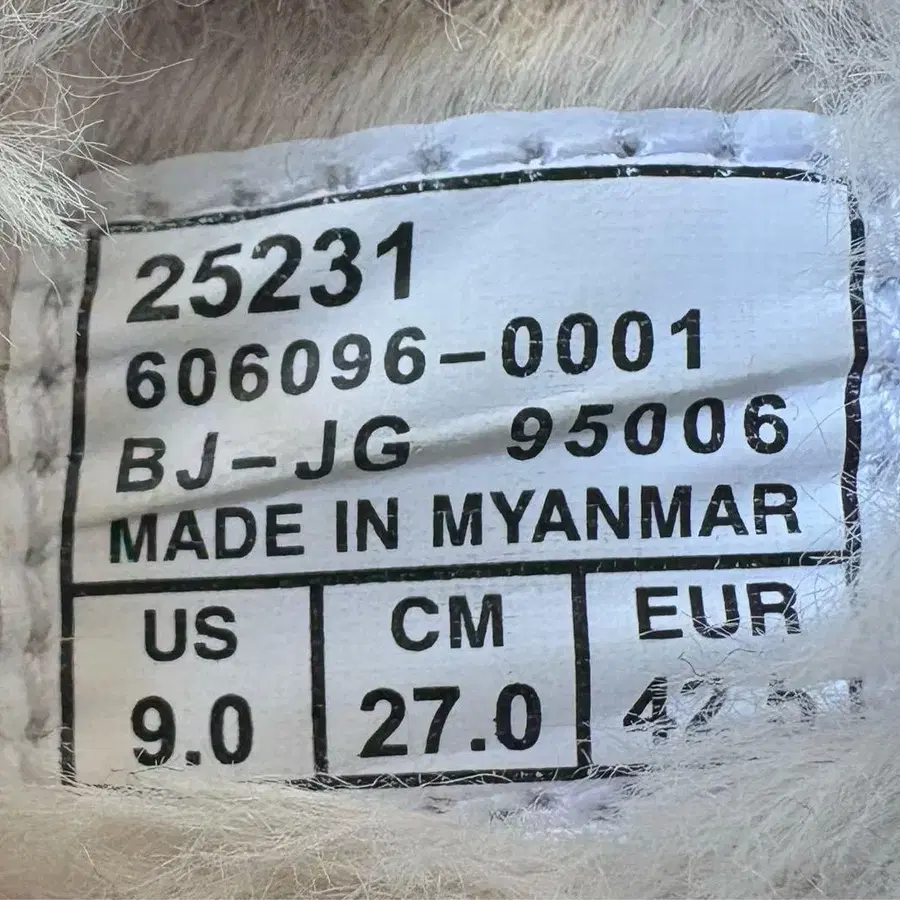 25231
606096-0001
BJ-JG 95006
MADE IN MYANMAR
US CM EUR
9.0 27.0